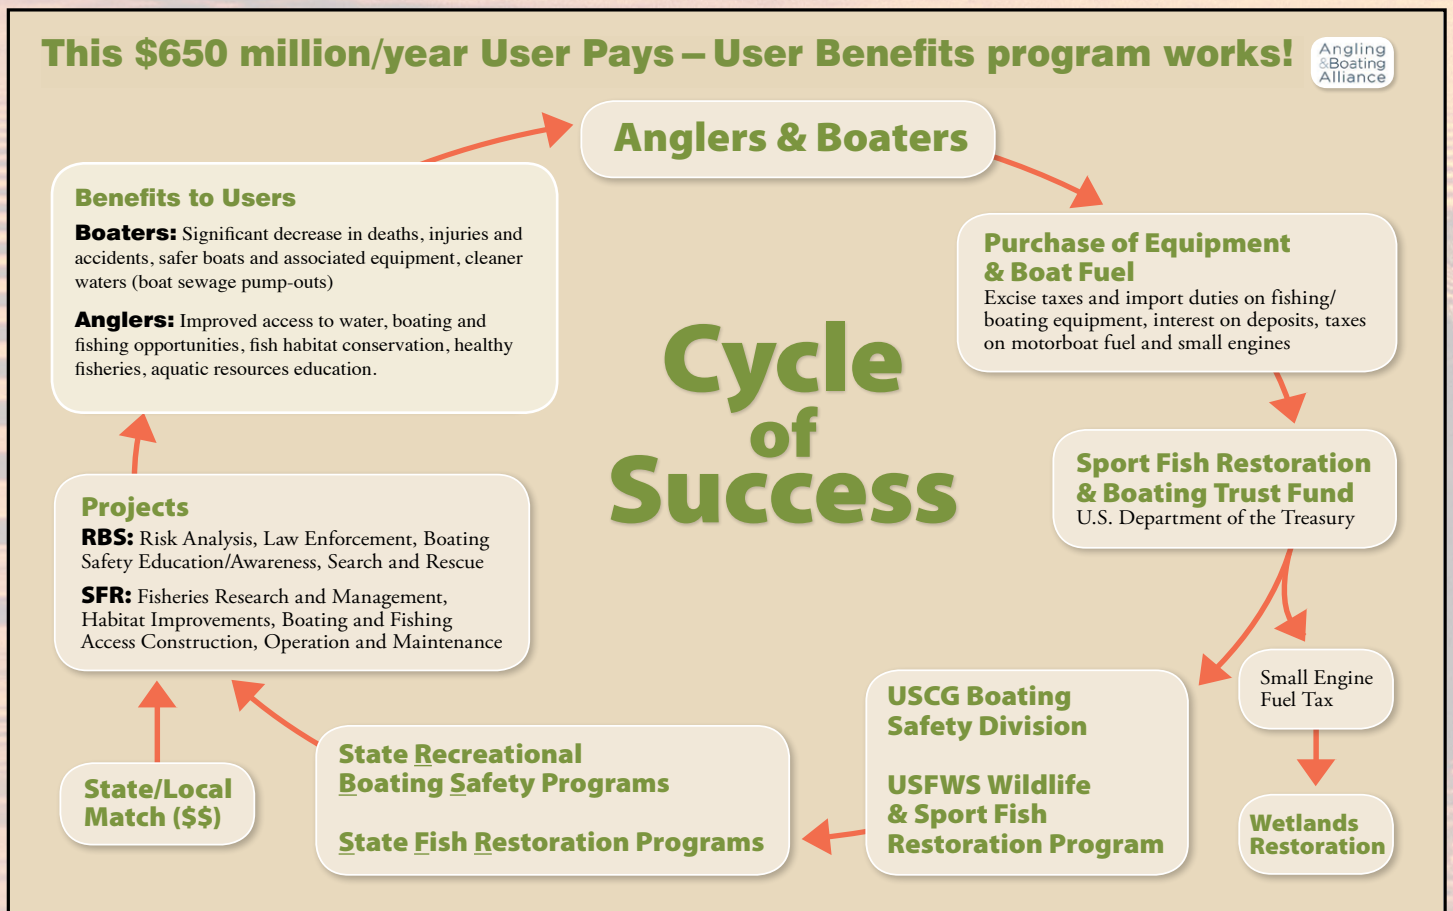 This $650 million/year User Pays – User Benefits program works!
Angling
&Boating
Alliance
Anglers & Boaters
Purchase of Equipment
& Boat Fuel
Excise taxes and import duties on fishing/
boating equipment, interest on deposits, taxes
on motorboat fuel and small engines
Sport Fish Restoration
& Boating Trust Fund
U.S. Department of the Treasury
Small Engine
Fuel Tax
Wetlands
Restoration
USCG Boating
Safety Division
USFWS Wildlife
& Sport Fish
Restoration Program
State Recreational
Boating Safety Programs
State Fish Restoration Programs
State/Local
Match ($$)
Projects
RBS: Risk Analysis, Law Enforcement, Boating
Safety Education/Awareness, Search and Rescue
SFR: Fisheries Research and Management,
Habitat Improvements, Boating and Fishing
Access Construction, Operation and Maintenance
Benefits to Users
Boaters: Significant decrease in deaths, injuries and
accidents, safer boats and associated equipment, cleaner
waters (boat sewage pump-outs)
Anglers: Improved access to water, boating and
fishing opportunities, fish habitat conservation, healthy
fisheries, aquatic resources education.
Cycle
of
Success